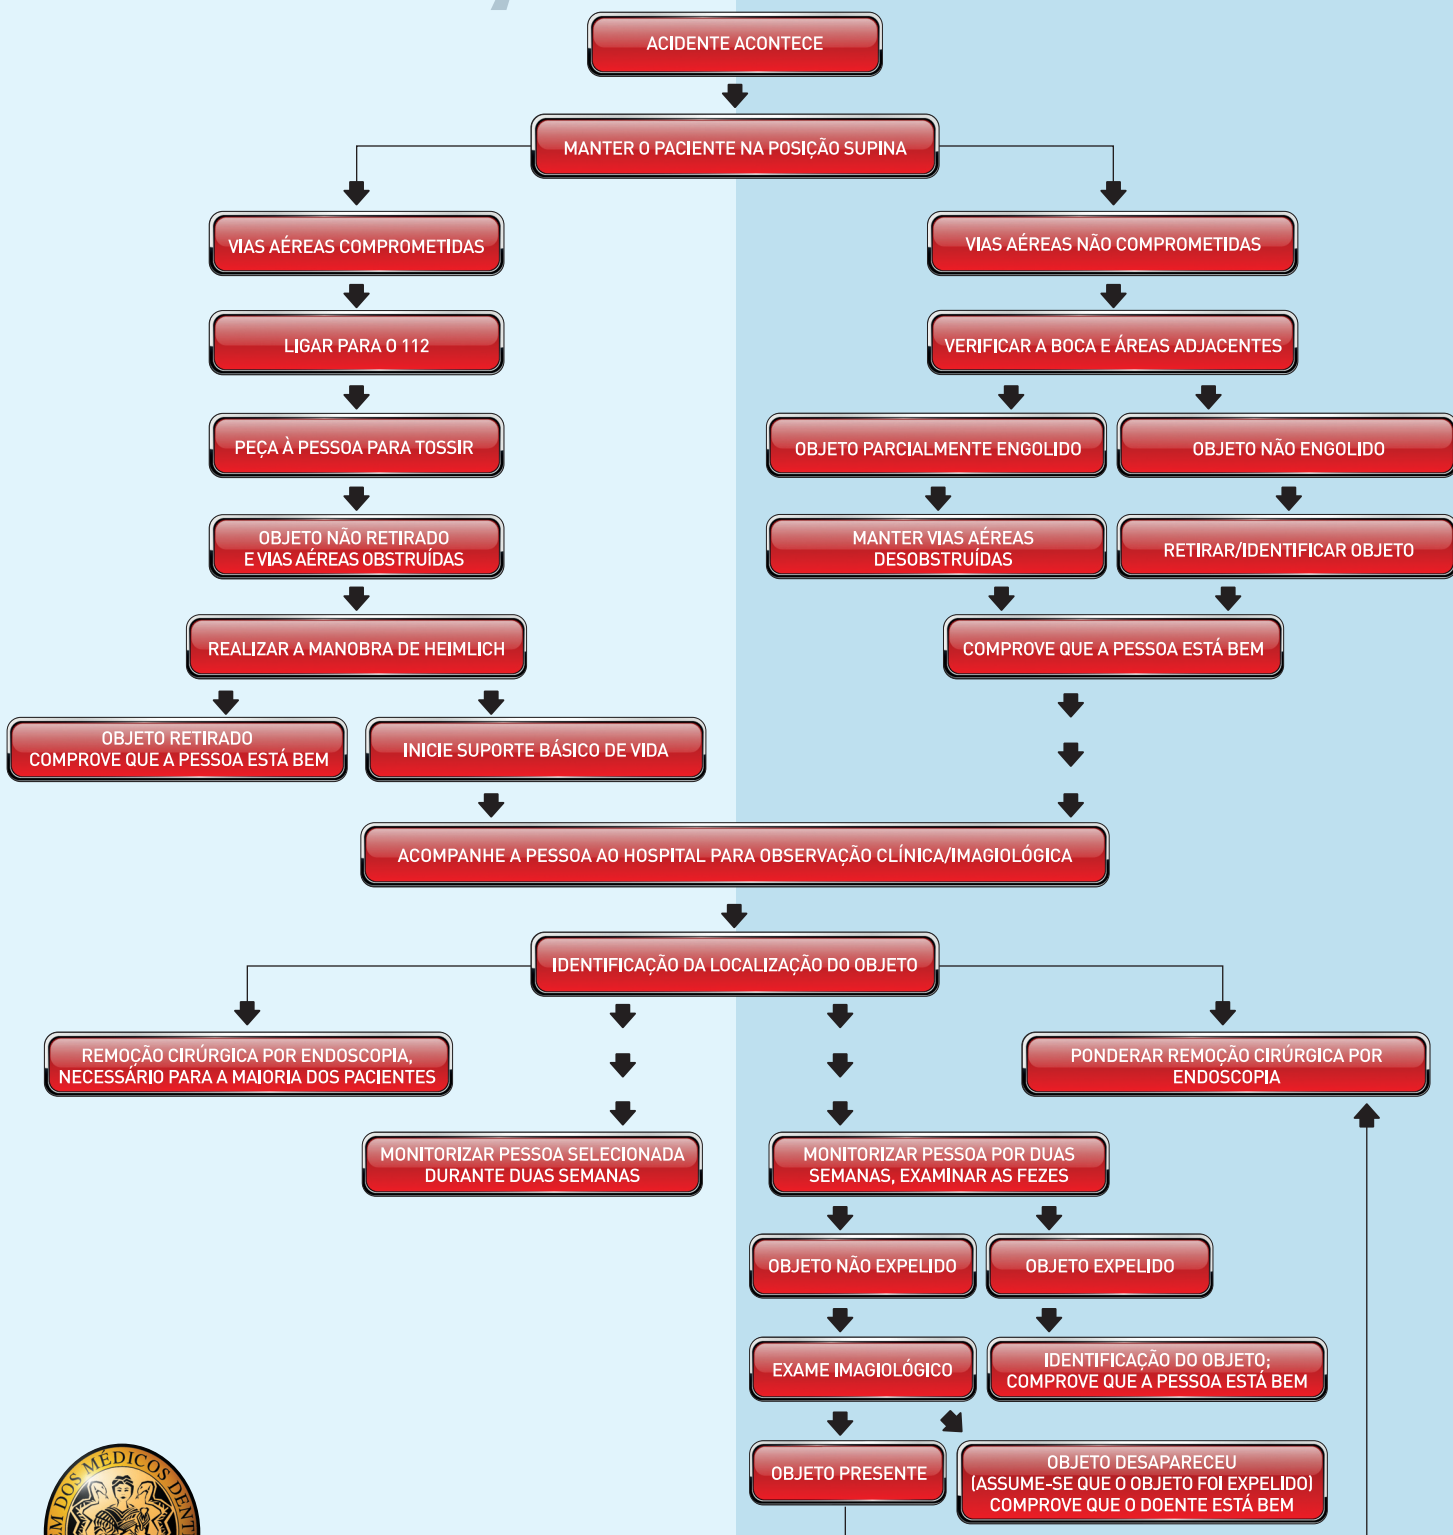 ACIDENTE ACONTECE
MANTER O PACIENTE NA POSIÇÃO SUPINA
VIAS AÉREAS COMPROMETIDAS
VIAS AÉREAS NÃO COMPROMETIDAS
LIGAR PARA O 112
VERIFICAR A BOCA E ÁREAS ADJACENTES
PEÇA À PESSOA PARA TOSSIR
OBJETO PARCIALMENTE ENGOLIDO
OBJETO NÃO ENGOLIDO
OBJETO NÃO RETIRADO
E VIAS AÉREAS OBSTRUÍDAS
MANTER VIAS AÉREAS
DESOBSTRUÍDAS
RETIRAR/IDENTIFICAR OBJETO
REALIZAR A MANOBRA DE HEIMLICH
COMPROVE QUE A PESSOA ESTÁ BEM
OBJETO RETIRADO
COMPROVE QUE A PESSOA ESTÁ BEM
INICIE SUPORTE BÁSICO DE VIDA
ACOMPANHE A PESSOA AO HOSPITAL PARA OBSERVAÇÃO CLÍNICA/IMAGIOLÓGICA
IDENTIFICAÇÃO DA LOCALIZAÇÃO DO OBJETO
REMOÇÃO CIRÚRGICA POR ENDOSCOPIA,
NECESSÁRIO PARA A MAIORIA DOS PACIENTES
PONDERAR REMOÇÃO CIRÚRGICA POR
ENDOSCOPIA
MONITORIZAR PESSOA SELECIONADA
DURANTE DUAS SEMANAS
MONITORIZAR PESSOA POR DUAS
SEMANAS, EXAMINAR AS FEZES
OBJETO NÃO EXPELIDO
OBJETO EXPELIDO
EXAME IMAGIOLÓGICO
IDENTIFICAÇÃO DO OBJETO;
COMPROVE QUE A PESSOA ESTÁ BEM
OBJETO PRESENTE
OBJETO DESAPARECEU
(ASSUME-SE QUE O OBJETO FOI EXPELIDO)
COMPROVE QUE O DOENTE ESTÁ BEM
DOS MÉDICOS